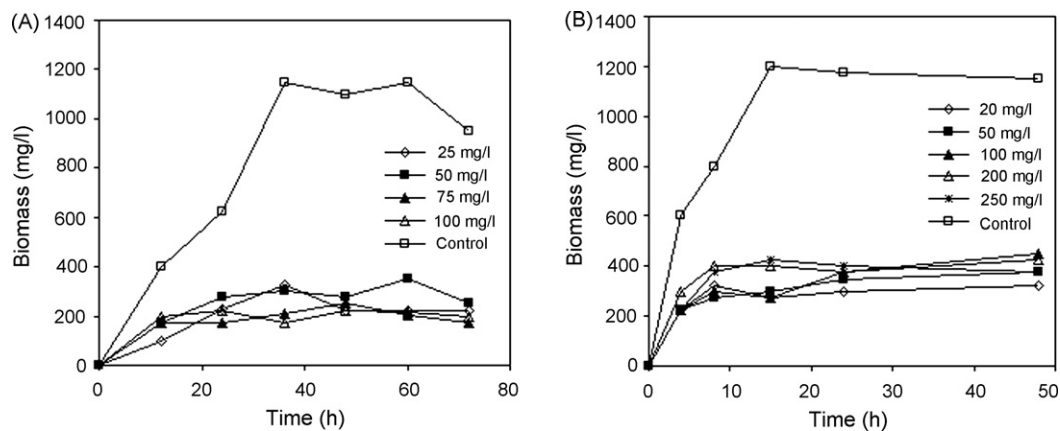 (A)
1400
1200
1000
800
600
400
200
0
Biomass (mg/l)
25 mg/l
50 mg/l
75 mg/l
100 mg/l
Control
0 20 40 60 80
Time (h)
(B)
1400
1200
1000
800
600
400
200
0
Biomass (mg/l)
20 mg/l
50 mg/l
100 mg/l
200 mg/l
250 mg/l
Control
0 10 20 30 40 50
Time (h)